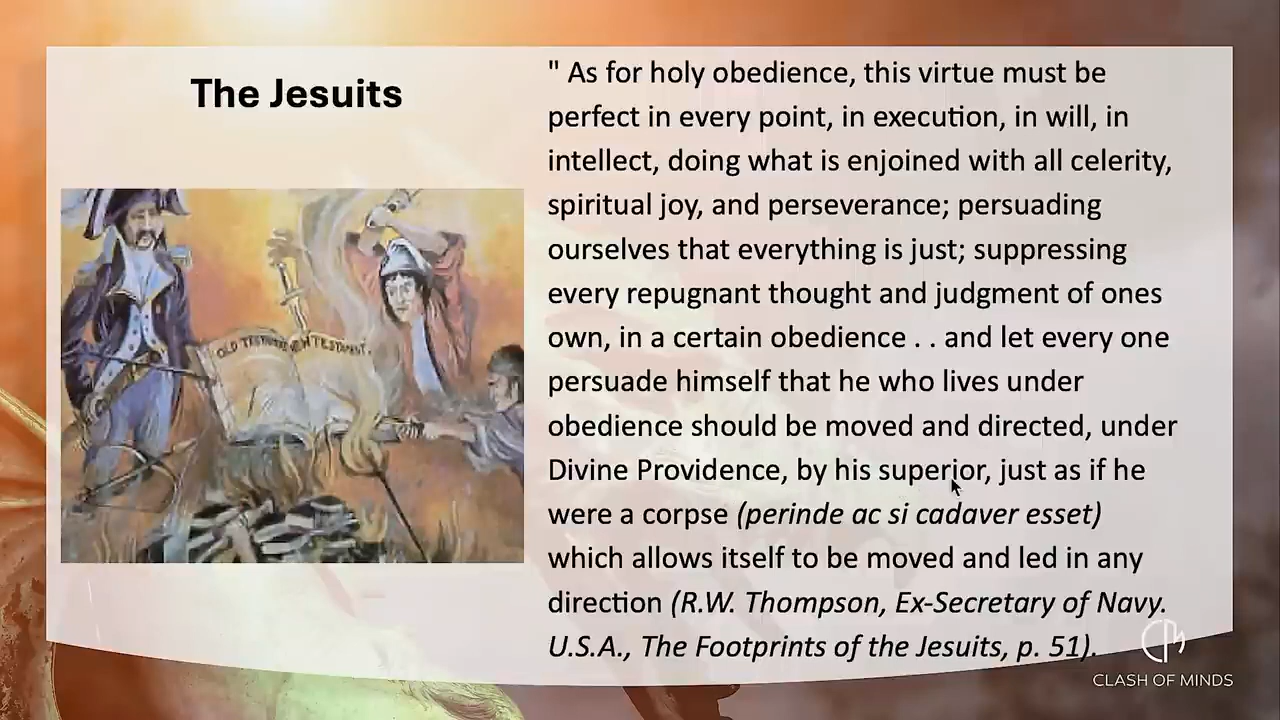 The Jesuits
" As for holy obedience, this virtue must be
perfect in every point, in execution, in will, in
intellect, doing what is enjoined with all celerity,
spiritual joy, and perseverance; persuading
ourselves that everything is just; suppressing
every repugnant thought and judgment of ones
own, in a certain obedience . . and let every one
persuade himself that he who lives under
obedience should be moved and directed, under
Divine Providence, by his superior, just as if he
were a corpse (perinde ac si cadaver esset)
which allows itself to be moved and led in any
direction (R.W. Thompson, Ex-Secretary of Navy.
U.S.A., The Footprints of the Jesuits, p. 51).
OLD TESTAMENT NEW TESTAMENT.
CLASH OF MINDS